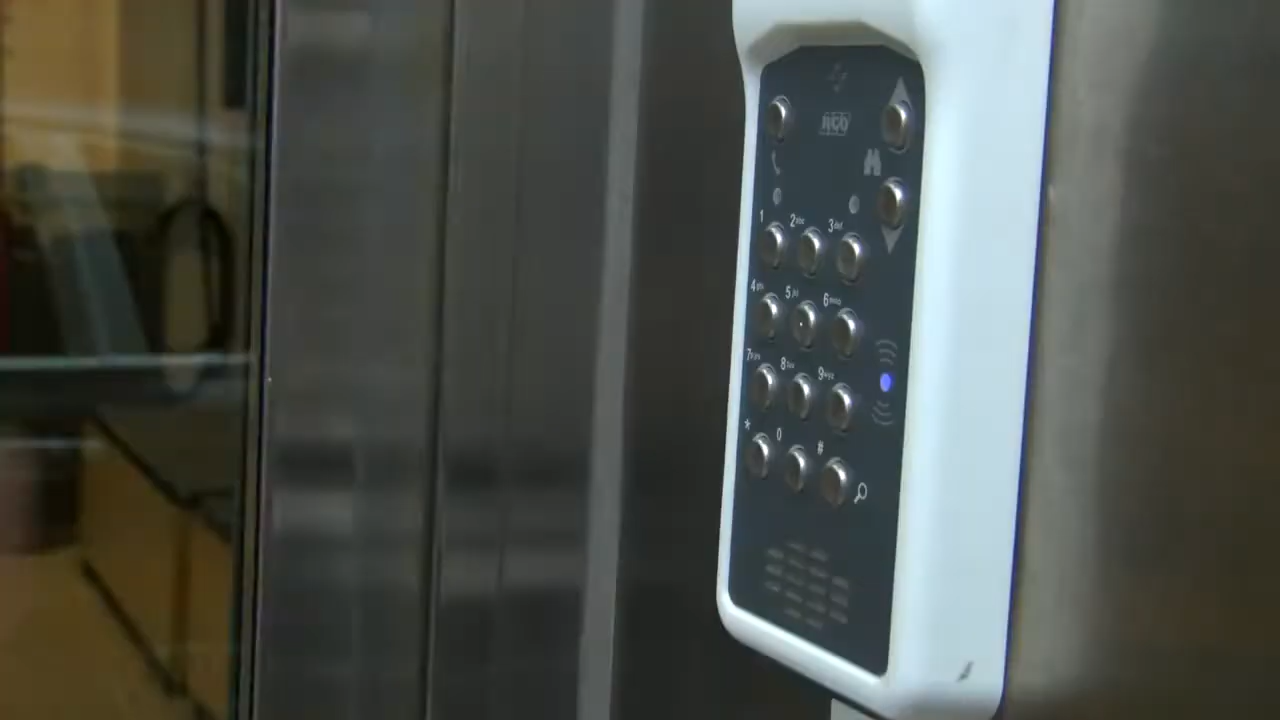 1 2abc 3def
4ghi 5jkl 6mno
7pqrs 8tuv 9wxyz
* 0 #